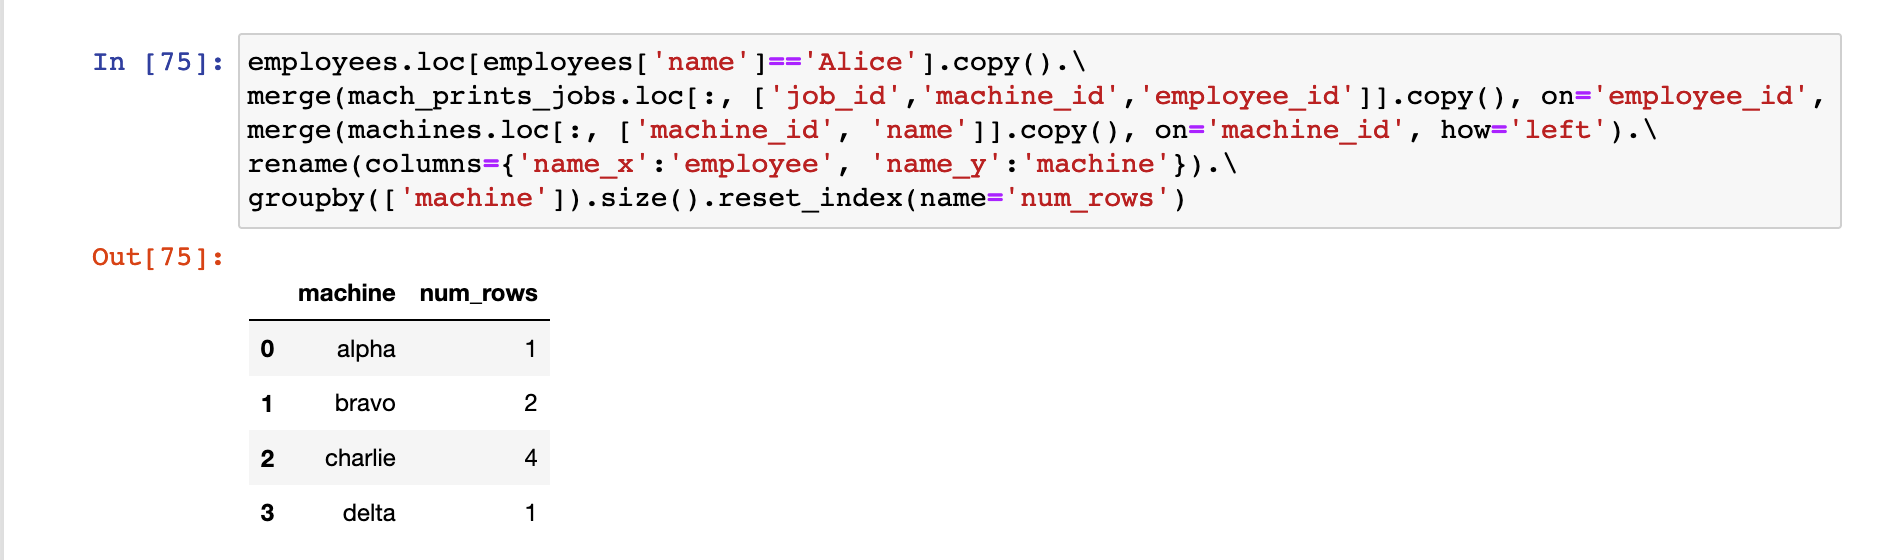 In [75]: employees.loc[employees['name']=='Alice'].copy().\
merge(mach_prints_jobs.loc[:, ['job_id','machine_id','employee_id']].copy(), on='employee_id',
merge(machines.loc[:, ['machine_id', 'name']].copy(), on='machine_id', how='left').\
rename(columns={'name_x':'employee', 'name_y':'machine'}).\
groupby(['machine']).size().reset_index(name='num_rows')
Out[75]:
machine num_rows
0 alpha 1
1 bravo 2
2 charlie 4
3 delta 1